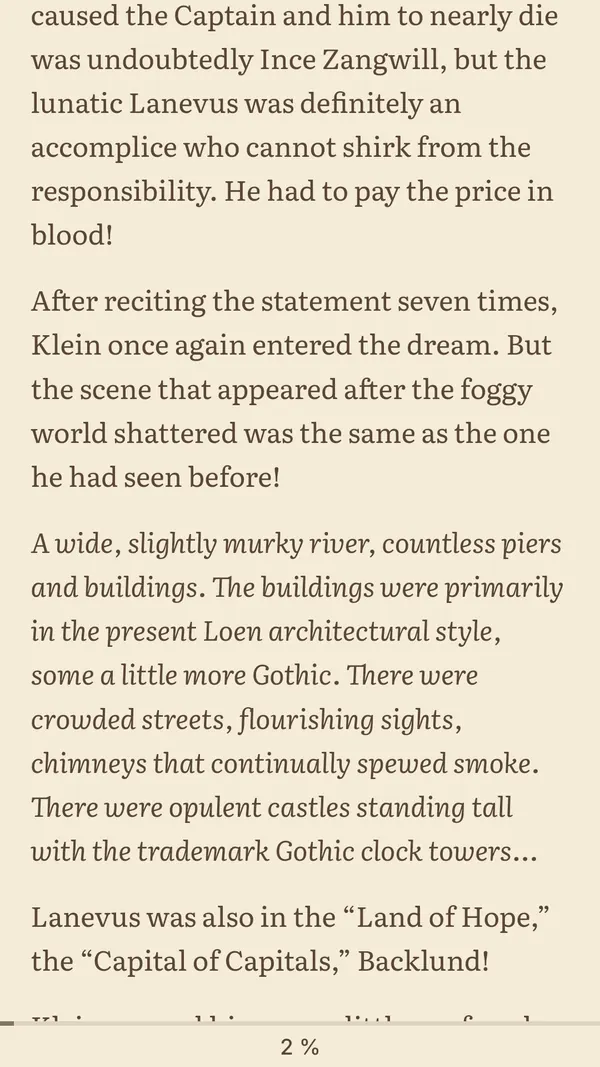 caused the Captain and him to nearly die
was undoubtedly Ince Zangwill, but the
lunatic Lanevus was definitely an
accomplice who cannot shirk from the
responsibility. He had to pay the price in
blood!
After reciting the statement seven times,
Klein once again entered the dream. But
the scene that appeared after the foggy
world shattered was the same as the one
he had seen before!
A wide, slightly murky river, countless piers
and buildings. The buildings were primarily
in the present Loen architectural style,
some a little more Gothic. There were
crowded streets, flourishing sights,
chimneys that continually spewed smoke.
There were opulent castles standing tall
with the trademark Gothic clock towers...
Lanevus was also in the “Land of Hope,”
the “Capital of Capitals,” Backlund!
2 %